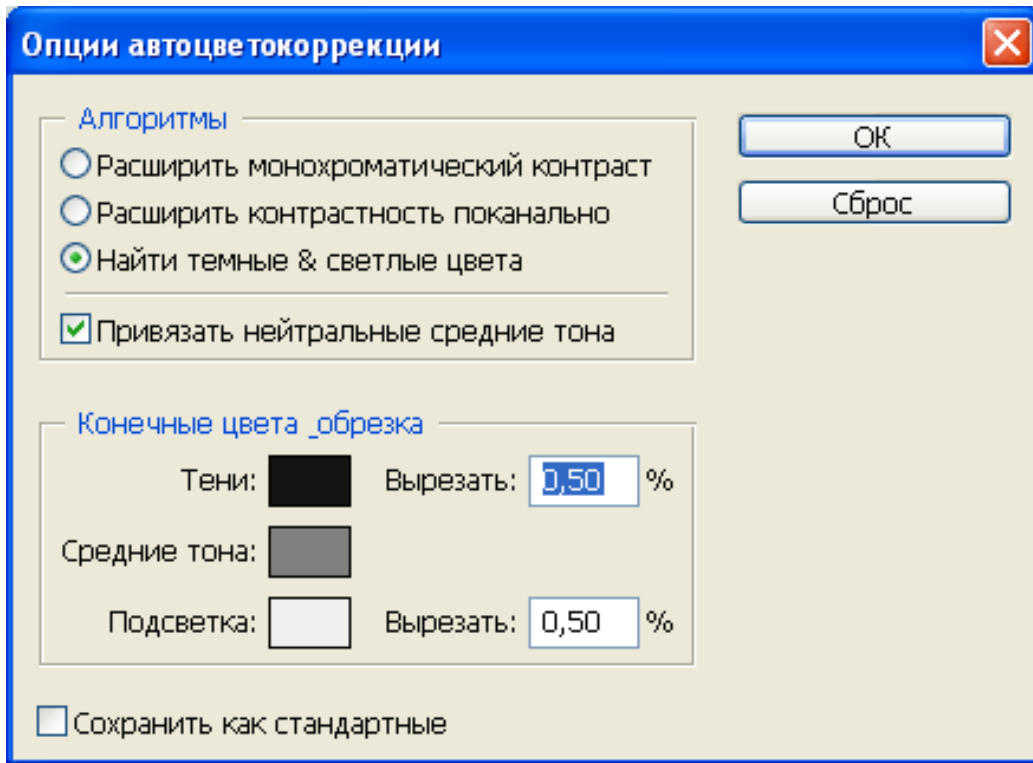 Опции автоцветокоррекции
Алгоритмы
Расширить монохроматический контраст
Расширить контрастность поканально
Найти темные & светлые цвета
Привязать нейтральные средние тона
OK
Сброс
Конечные цвета _обрезка
Тени: Вырезать: 0,50 %
Средние тона:
Подсветка: Вырезать: 0,50 %
Сохранить как стандартные